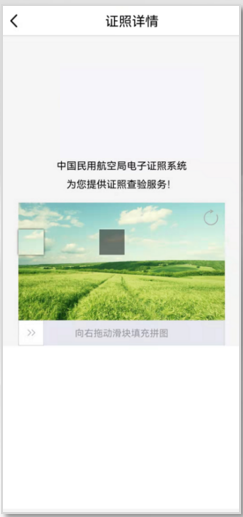 证照详情
中国民用航空局电子证照系统
为您提供证照查验服务!
向右拖动滑块填充拼图